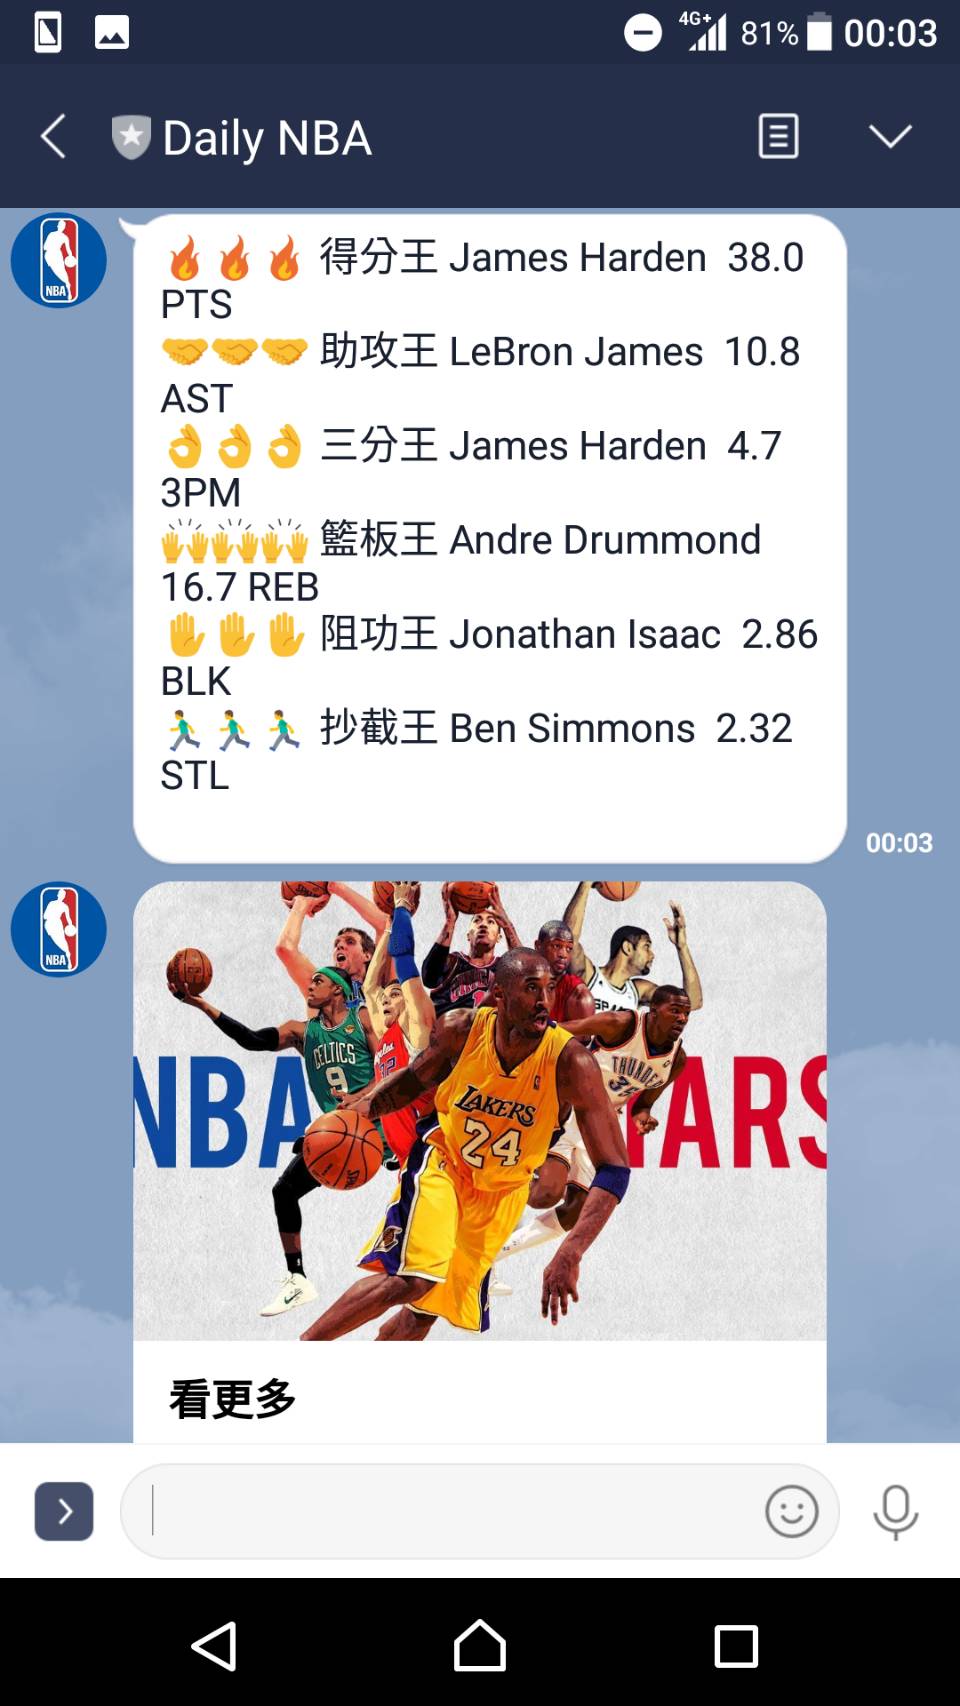 4G+ 81% 00:03
Daily NBA
NBA
得分王 James Harden 38.0
PTS
助攻王 LeBron James 10.8
AST
三分王 James Harden 4.7
3PM
籃板王 Andre Drummond
16.7 REB
阻功王 Jonathan Isaac 2.86
BLK
抄截王 Ben Simmons 2.32
STL
00:03
NBA
NBA ARS
CELTICS
9
LAKERS
24
THUNDER
35
32
看更多